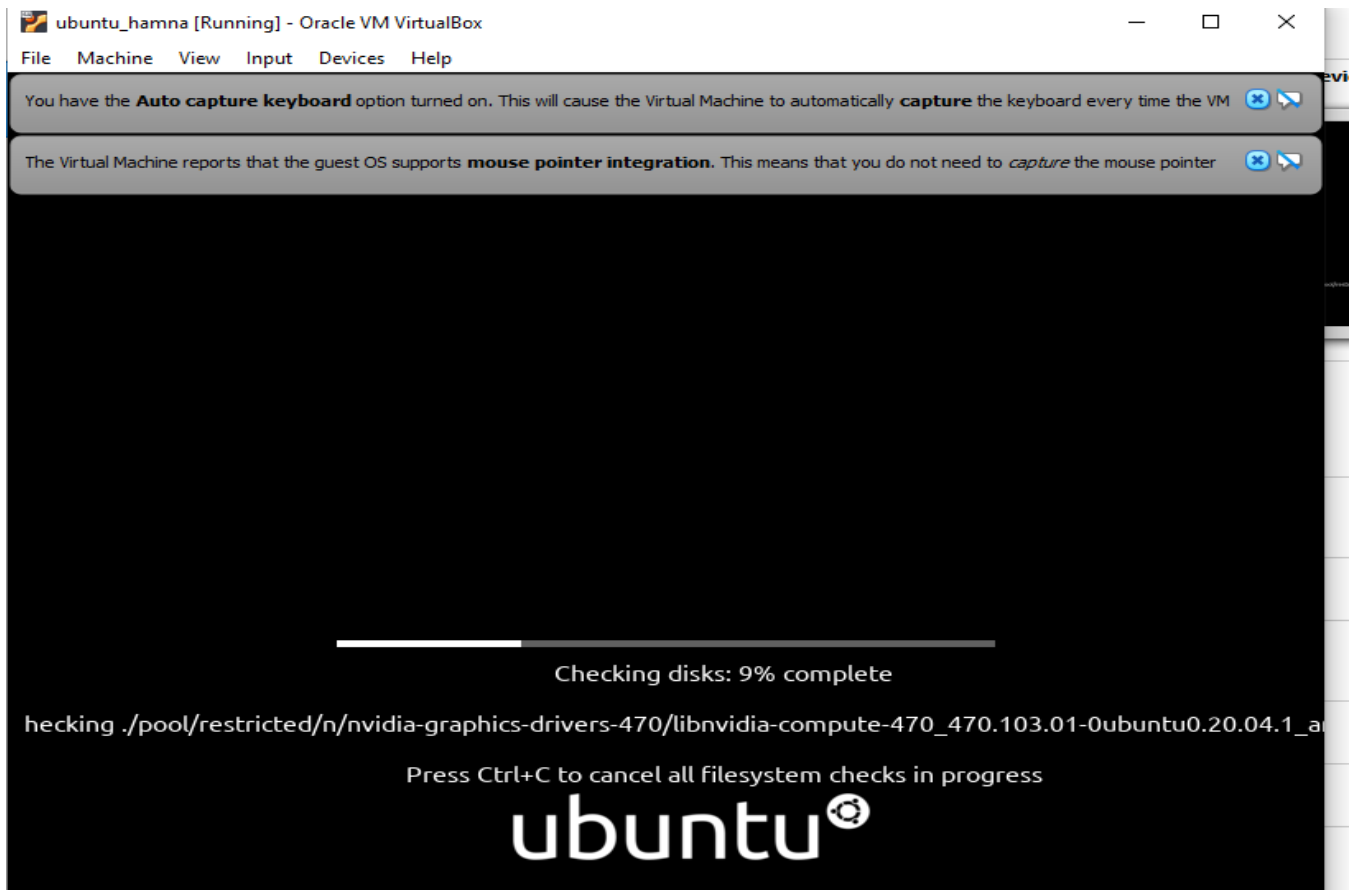 ubuntu_hamna [Running] - Oracle VM VirtualBox
File Machine View Input Devices Help
You have the Auto capture keyboard option turned on. This will cause the Virtual Machine to automatically capture the keyboard every time the VM
The Virtual Machine reports that the guest OS supports mouse pointer integration. This means that you do not need to capture the mouse pointer
Checking disks: 9% complete
hecking ./pool/restricted/n/nvidia-graphics-drivers-470/libnvidia-compute-470_470.103.01-0ubuntu0.20.04.1_a
Press Ctrl+C to cancel all filesystem checks in progress
ubuntu